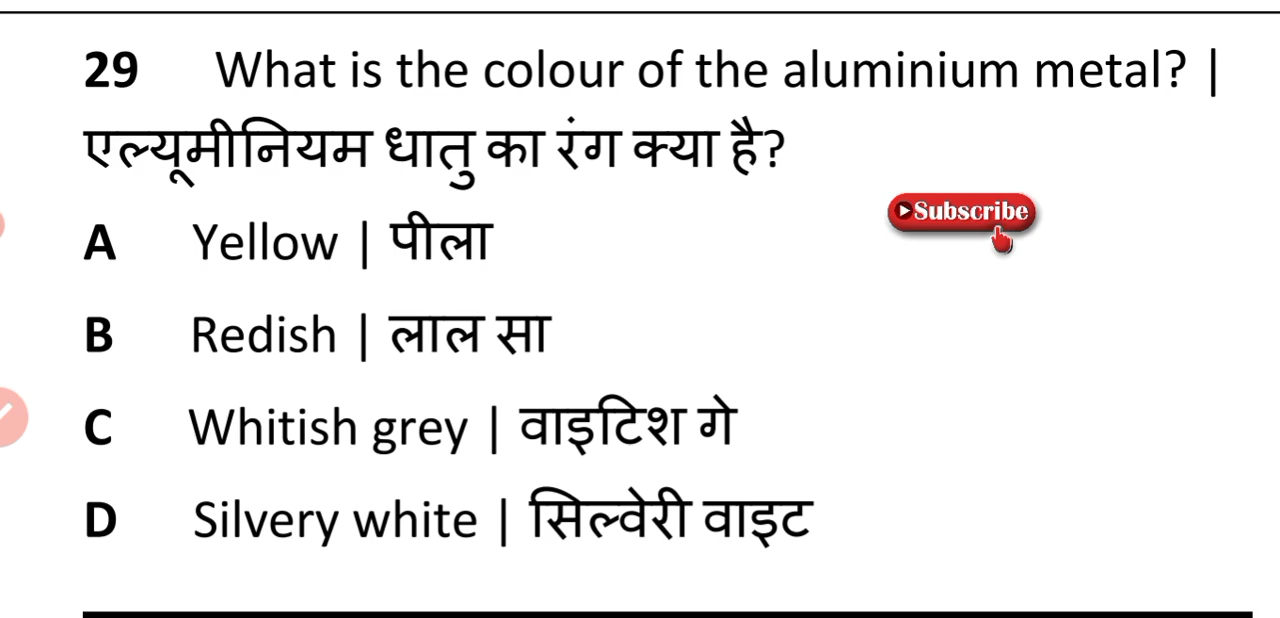 29 What is the colour of the aluminium metal? |
एल्यूमीनियम धातु का रंग क्या है?
Subscribe
A Yellow | पीला
B Redish | लाल सा
C Whitish grey | वाइटिश गे
D Silvery white | सिल्वेरी वाइट